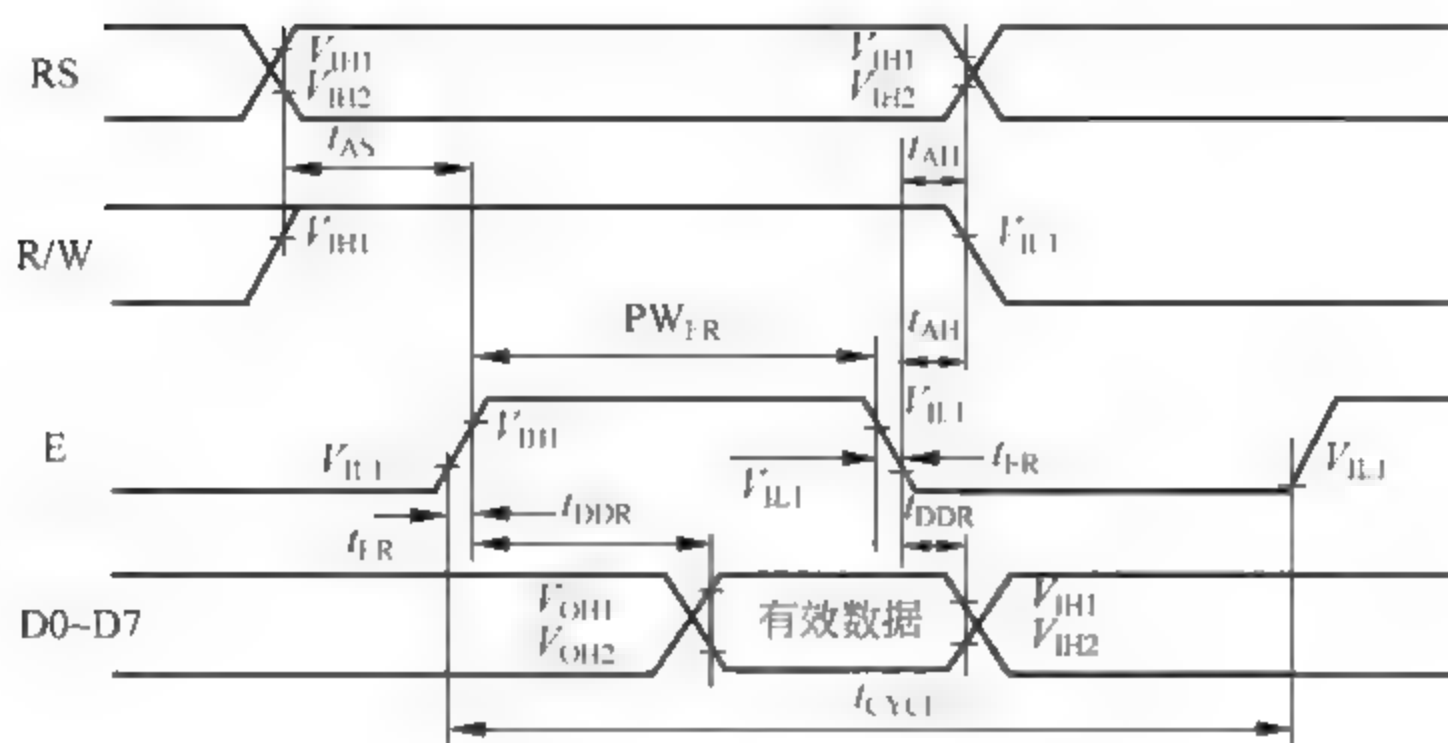 RS
V_IH1
V_IH2
V_IH1
V_IH2
t_AS
t_AH
R/W
V_IH1
V_IL1
PW_ER
t_AH
E
V_IL1
V_IH1
V_IL1
V_IL1
t_ER
V_IL1
t_ER
t_DDR
t_DDR
D0~D7
V_OH1
V_OH2
有效数据
V_IH1
V_IH2
t_CYCL